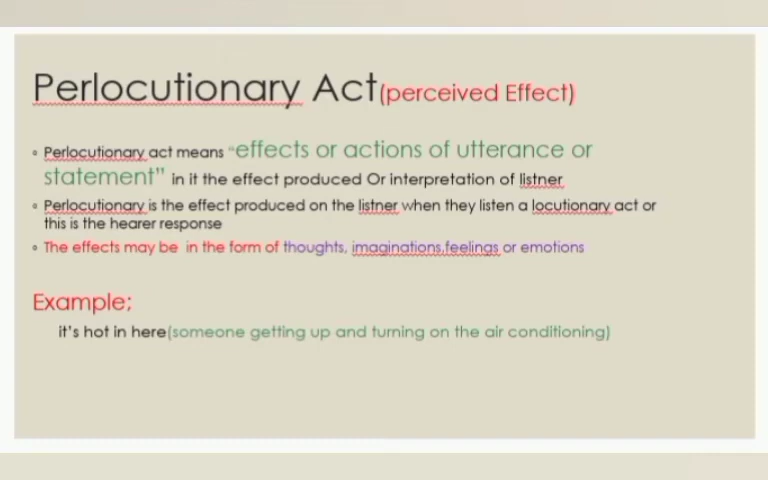 Perlocutionary Act(perceived Effect)
Perlocutionary act means "effects or actions of utterance or
statement" in it the effect produced Or interpretation of listner
Perlocutionary is the effect produced on the listner when they listen a locutionary act or
this is the hearer response
The effects may be in the form of thoughts, imaginations,feelings or emotions
Example;
it's hot in here(someone getting up and turning on the air conditioning)